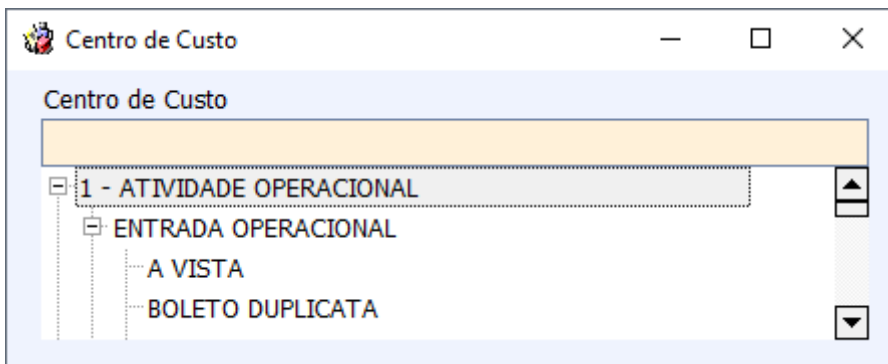 Centro de Custo
Centro de Custo
1 - ATIVIDADE OPERACIONAL
ENTRADA OPERACIONAL
A VISTA
BOLETO DUPLICATA